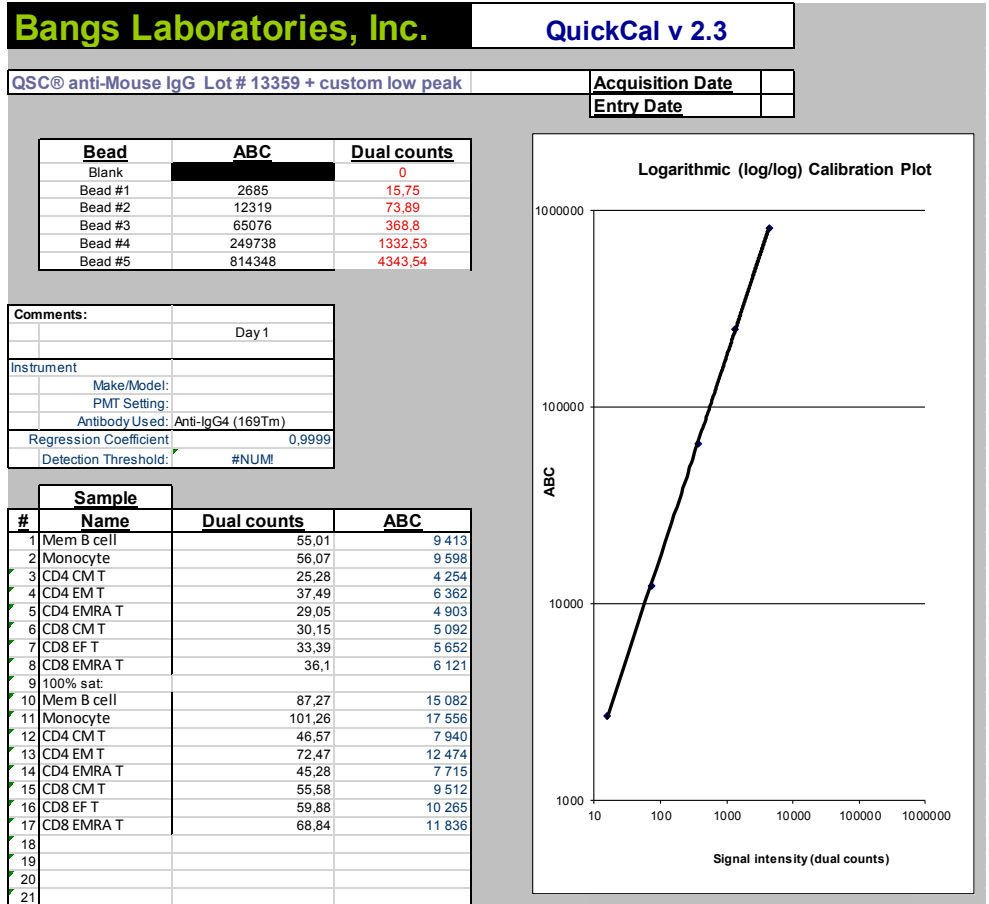 Bangs Laboratories, Inc. QuickCal v 2.3
QSC® anti-Mouse IgG Lot # 13359 + custom low peak Acquisition Date
Entry Date
Bead ABC Dual counts
Blank 0
Bead #1 2685 15,75
Bead #2 12319 73,89
Bead #3 65076 368,8
Bead #4 249738 1332,53
Bead #5 814348 4343,54
Comments:
Day 1
Instrument
Make/Model:
PMT Setting:
Antibody Used: Anti-IgG4 (169Tm)
Regression Coefficient 0,9999
Detection Threshold: #NUM!
Sample
# Name Dual counts ABC
1 Mem B cell 55,01 9 413
2 Monocyte 56,07 9 598
3 CD4 CM T 25,28 4 254
4 CD4 EM T 37,49 6 362
5 CD4 EMRA T 29,05 4 903
6 CD8 CM T 30,15 5 092
7 CD8 EF T 33,39 5 652
8 CD8 EMRA T 36,1 6 121
9 100% sat:
10 Mem B cell 87,27 15 082
11 Monocyte 101,26 17 556
12 CD4 CM T 46,57 7 940
13 CD4 EM T 72,47 12 474
14 CD4 EMRA T 45,28 7 715
15 CD8 CM T 55,58 9 512
16 CD8 EF T 59,88 10 265
17 CD8 EMRA T 68,84 11 836
18
19
20
21
Logarithmic (log/log) Calibration Plot
1000000
100000
10000
1000
ABC
10 100 1000 10000 100000 1000000
Signal intensity (dual counts)